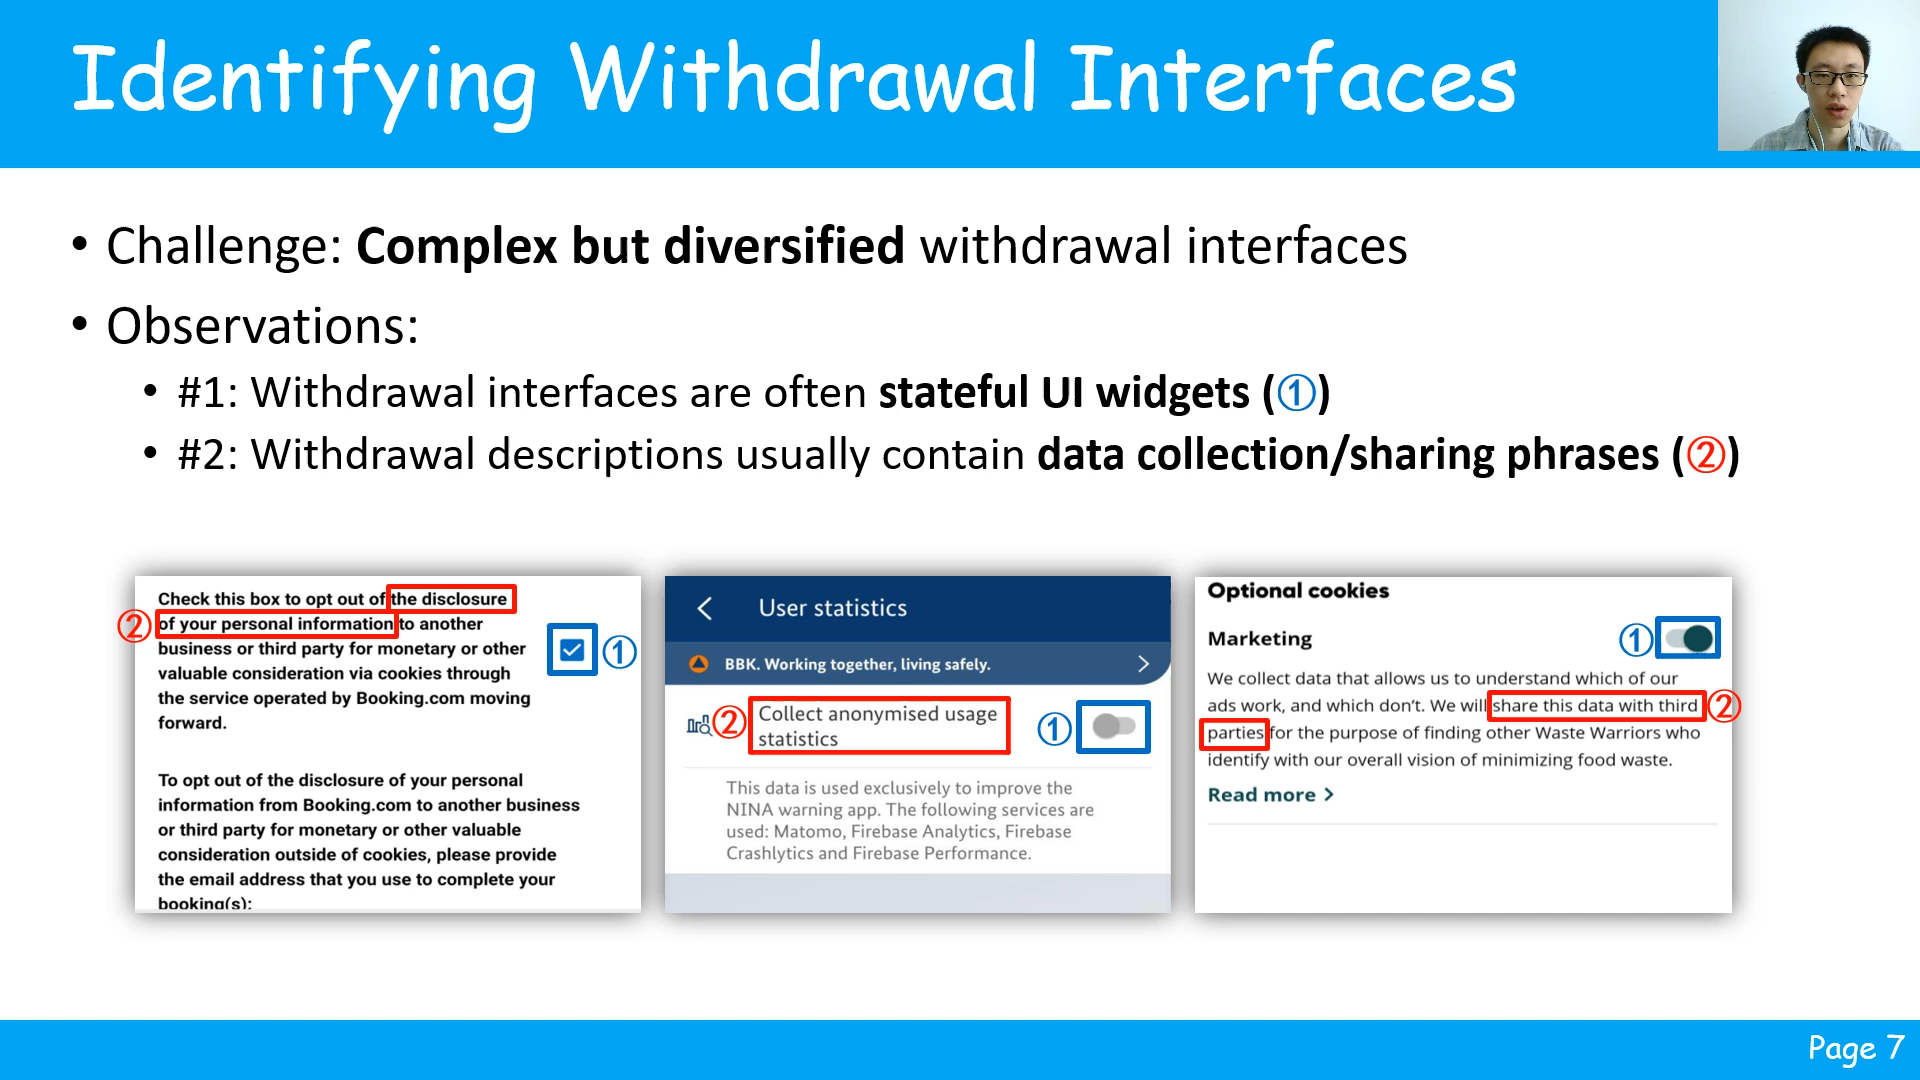 Identifying Withdrawal Interfaces
• Challenge: Complex but diversified withdrawal interfaces
• Observations:
• #1: Withdrawal interfaces are often stateful UI widgets (①)
• #2: Withdrawal descriptions usually contain data collection/sharing phrases (②)
Check this box to opt out of the disclosure
② of your personal information to another
business or third party for monetary or other
①
valuable consideration via cookies through
the service operated by Booking.com moving
forward.
To opt out of the disclosure of your personal
information from Booking.com to another business
or third party for monetary or other valuable
consideration outside of cookies, please provide
the email address that you use to complete your
booking(s):
User statistics
BBK. Working together, living safely.
② Collect anonymised usage
statistics
①
This data is used exclusively to improve the
NINA warning app. The following services are
used: Matomo, Firebase Analytics, Firebase
Crashlytics and Firebase Performance.
Optional cookies
Marketing ①
We collect data that allows us to understand which of our
ads work, and which don't. We will share this data with third ②
parties for the purpose of finding other Waste Warriors who
identify with our overall vision of minimizing food waste.
Read more >
Page 7